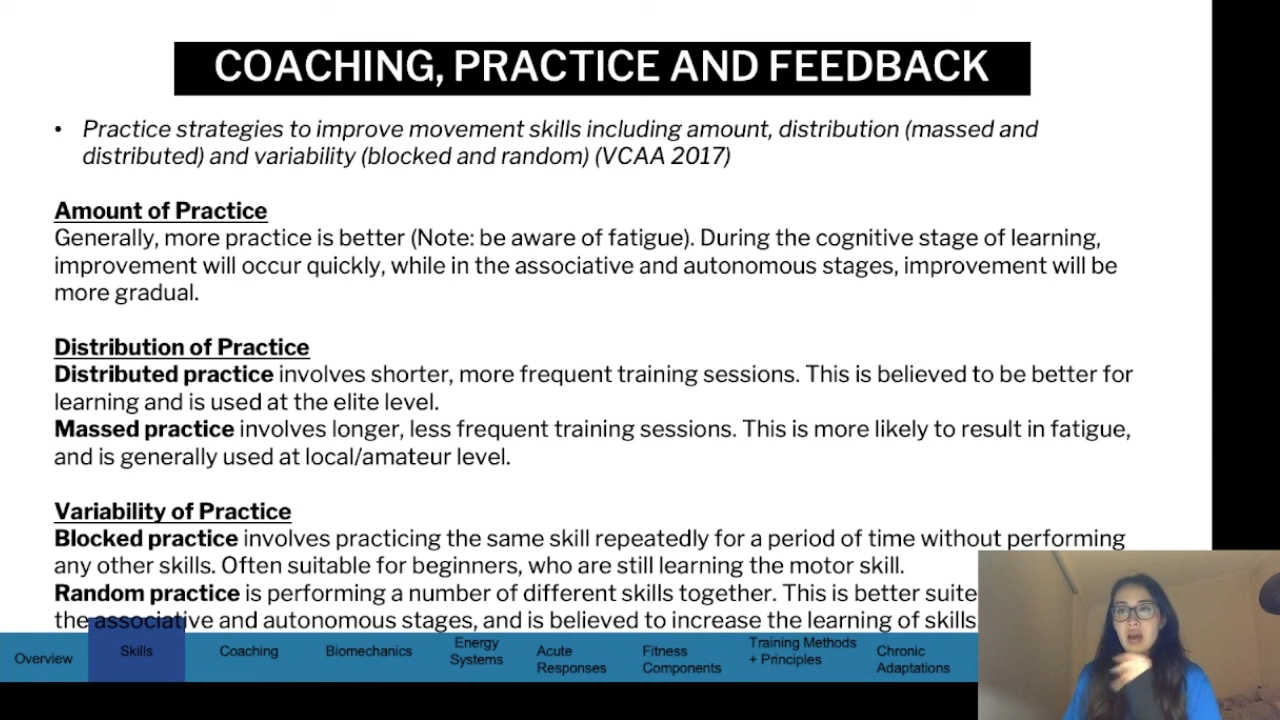 COACHING, PRACTICE AND FEEDBACK
• Practice strategies to improve movement skills including amount, distribution (massed and
distributed) and variability (blocked and random) (VCAA 2017)
Amount of Practice
Generally, more practice is better (Note: be aware of fatigue). During the cognitive stage of learning,
improvement will occur quickly, while in the associative and autonomous stages, improvement will be
more gradual.
Distribution of Practice
Distributed practice involves shorter, more frequent training sessions. This is believed to be better for
learning and is used at the elite level.
Massed practice involves longer, less frequent training sessions. This is more likely to result in fatigue,
and is generally used at local/amateur level.
Variability of Practice
Blocked practice involves practicing the same skill repeatedly for a period of time without performing
any other skills. Often suitable for beginners, who are still learning the motor skill.
Random practice is performing a number of different skills together. This is better suite
the associative and autonomous stages, and is believed to increase the learning of skills
Overview
Skills
Coaching
Biomechanics
Energy
Systems
Acute
Responses
Fitness
Components
Training Methods
+ Principles
Chronic
Adaptations